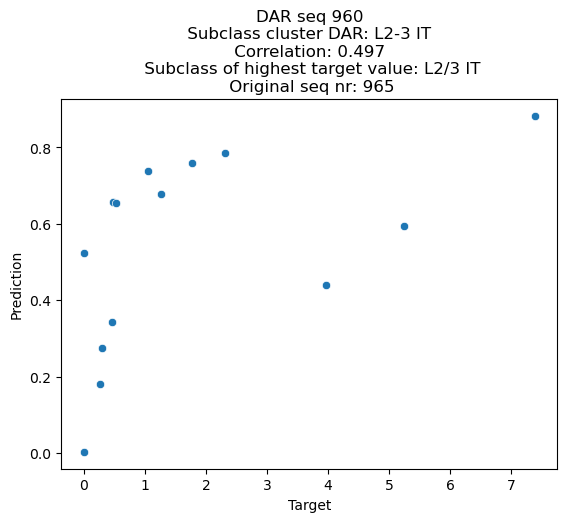 DAR seq 960
Subclass cluster DAR: L2-3 IT
Correlation: 0.497
Subclass of highest target value: L2/3 IT
Original seq nr: 965
0.8
0.6
0.4
0.2
0.0
Prediction
0 1 2 3 4 5 6 7
Target